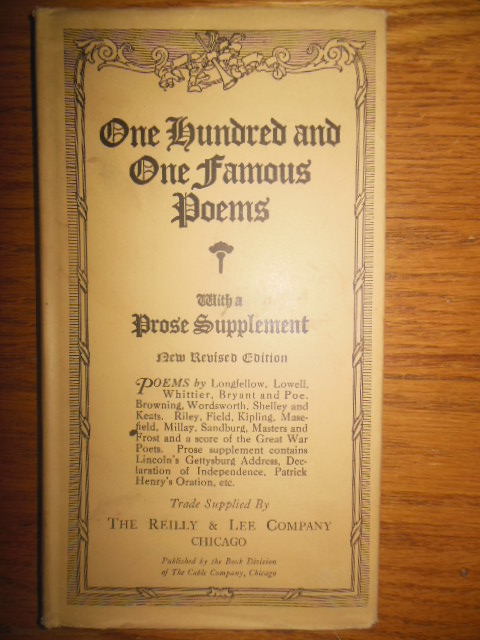 One Hundred and
One Famous
Poems
With a
Prose Supplement
New Revised Edition
POEMS by Longfellow, Lowell,
Whittier, Bryant and Poe.
Browning, Wordsworth, Shelley and
Keats. Riley, Field, Kipling, Mase-
field, Millay, Sandburg, Masters and
Frost and a score of the Great War
Poets. Prose supplement contains
Lincoln's Gettysburg Address, Dec-
laration of Independence, Patrick
Henry's Oration, etc.
Trade Supplied By
THE REILLY & LEE COMPANY
CHICAGO
Published by the Book Division
of The Cable Company, Chicago